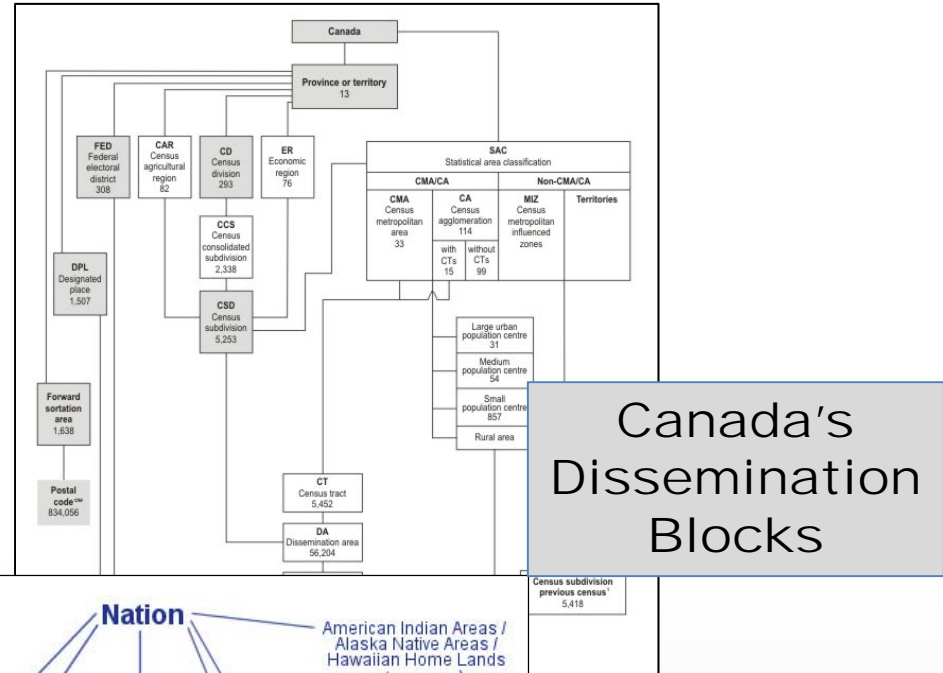 Canada
Province or territory
13
FED
Federal
electoral
district
308
CAR
Census
agricultural
region
82
CD
Census
division
293
ER
Economic
region
76
SAC
Statistical area classification
CMA/CA
Non-CMA/CA
CMA
Census
metropolitan
area
33
CA
Census
agglomeration
114
with
CTs
15
without
CTs
99
MIZ
Census
metropolitan
influenced
zones
Territories
CCS
Census
consolidated
subdivision
2,338
DPL
Designated
place
1,507
CSD
Census
subdivision
5,253
Large urban
population centre
31
Medium
population centre
54
Small
population centre
857
Rural area
Forward
sortation
area
1,638
Postal
code
834,056
CT
Census tract
5,452
DA
Dissemination area
56,204
Canada's
Dissemination
Blocks
Census subdivision
previous census¹
5,418
Nation
American Indian Areas /
Alaska Native Areas /
Hawaiian Home Lands